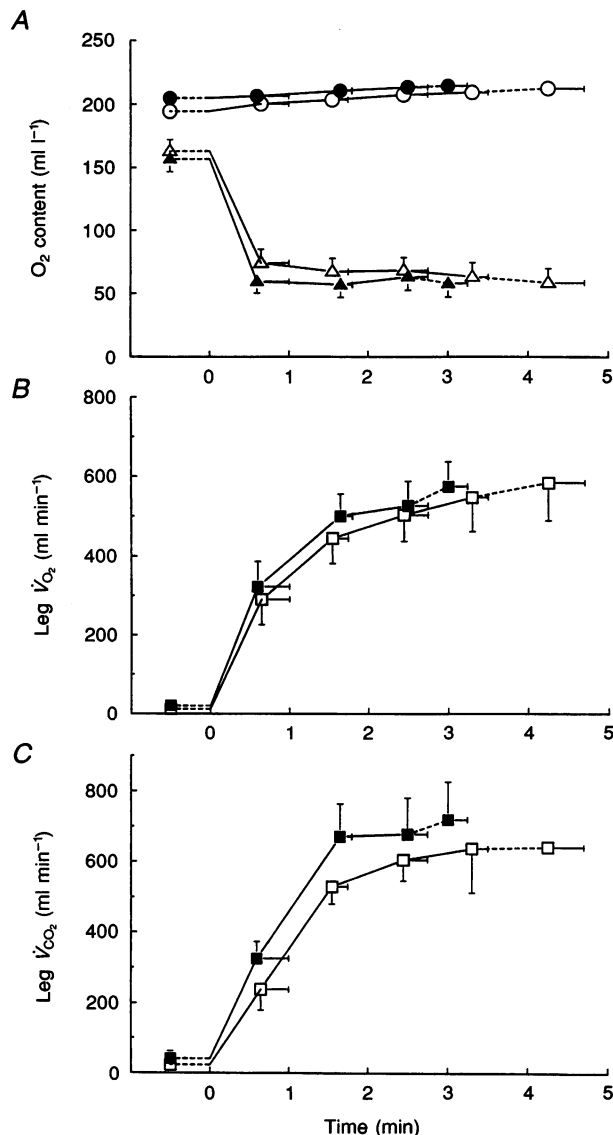 A
250
200
150
100
50
0
O₂ content (ml l⁻¹)
0 1 2 3 4 5
B
800
600
400
200
0
Leg V̇O₂ (ml min⁻¹)
0 1 2 3 4 5
C
800
600
400
200
0
Leg V̇CO₂ (ml min⁻¹)
0 1 2 3 4 5
Time (min)